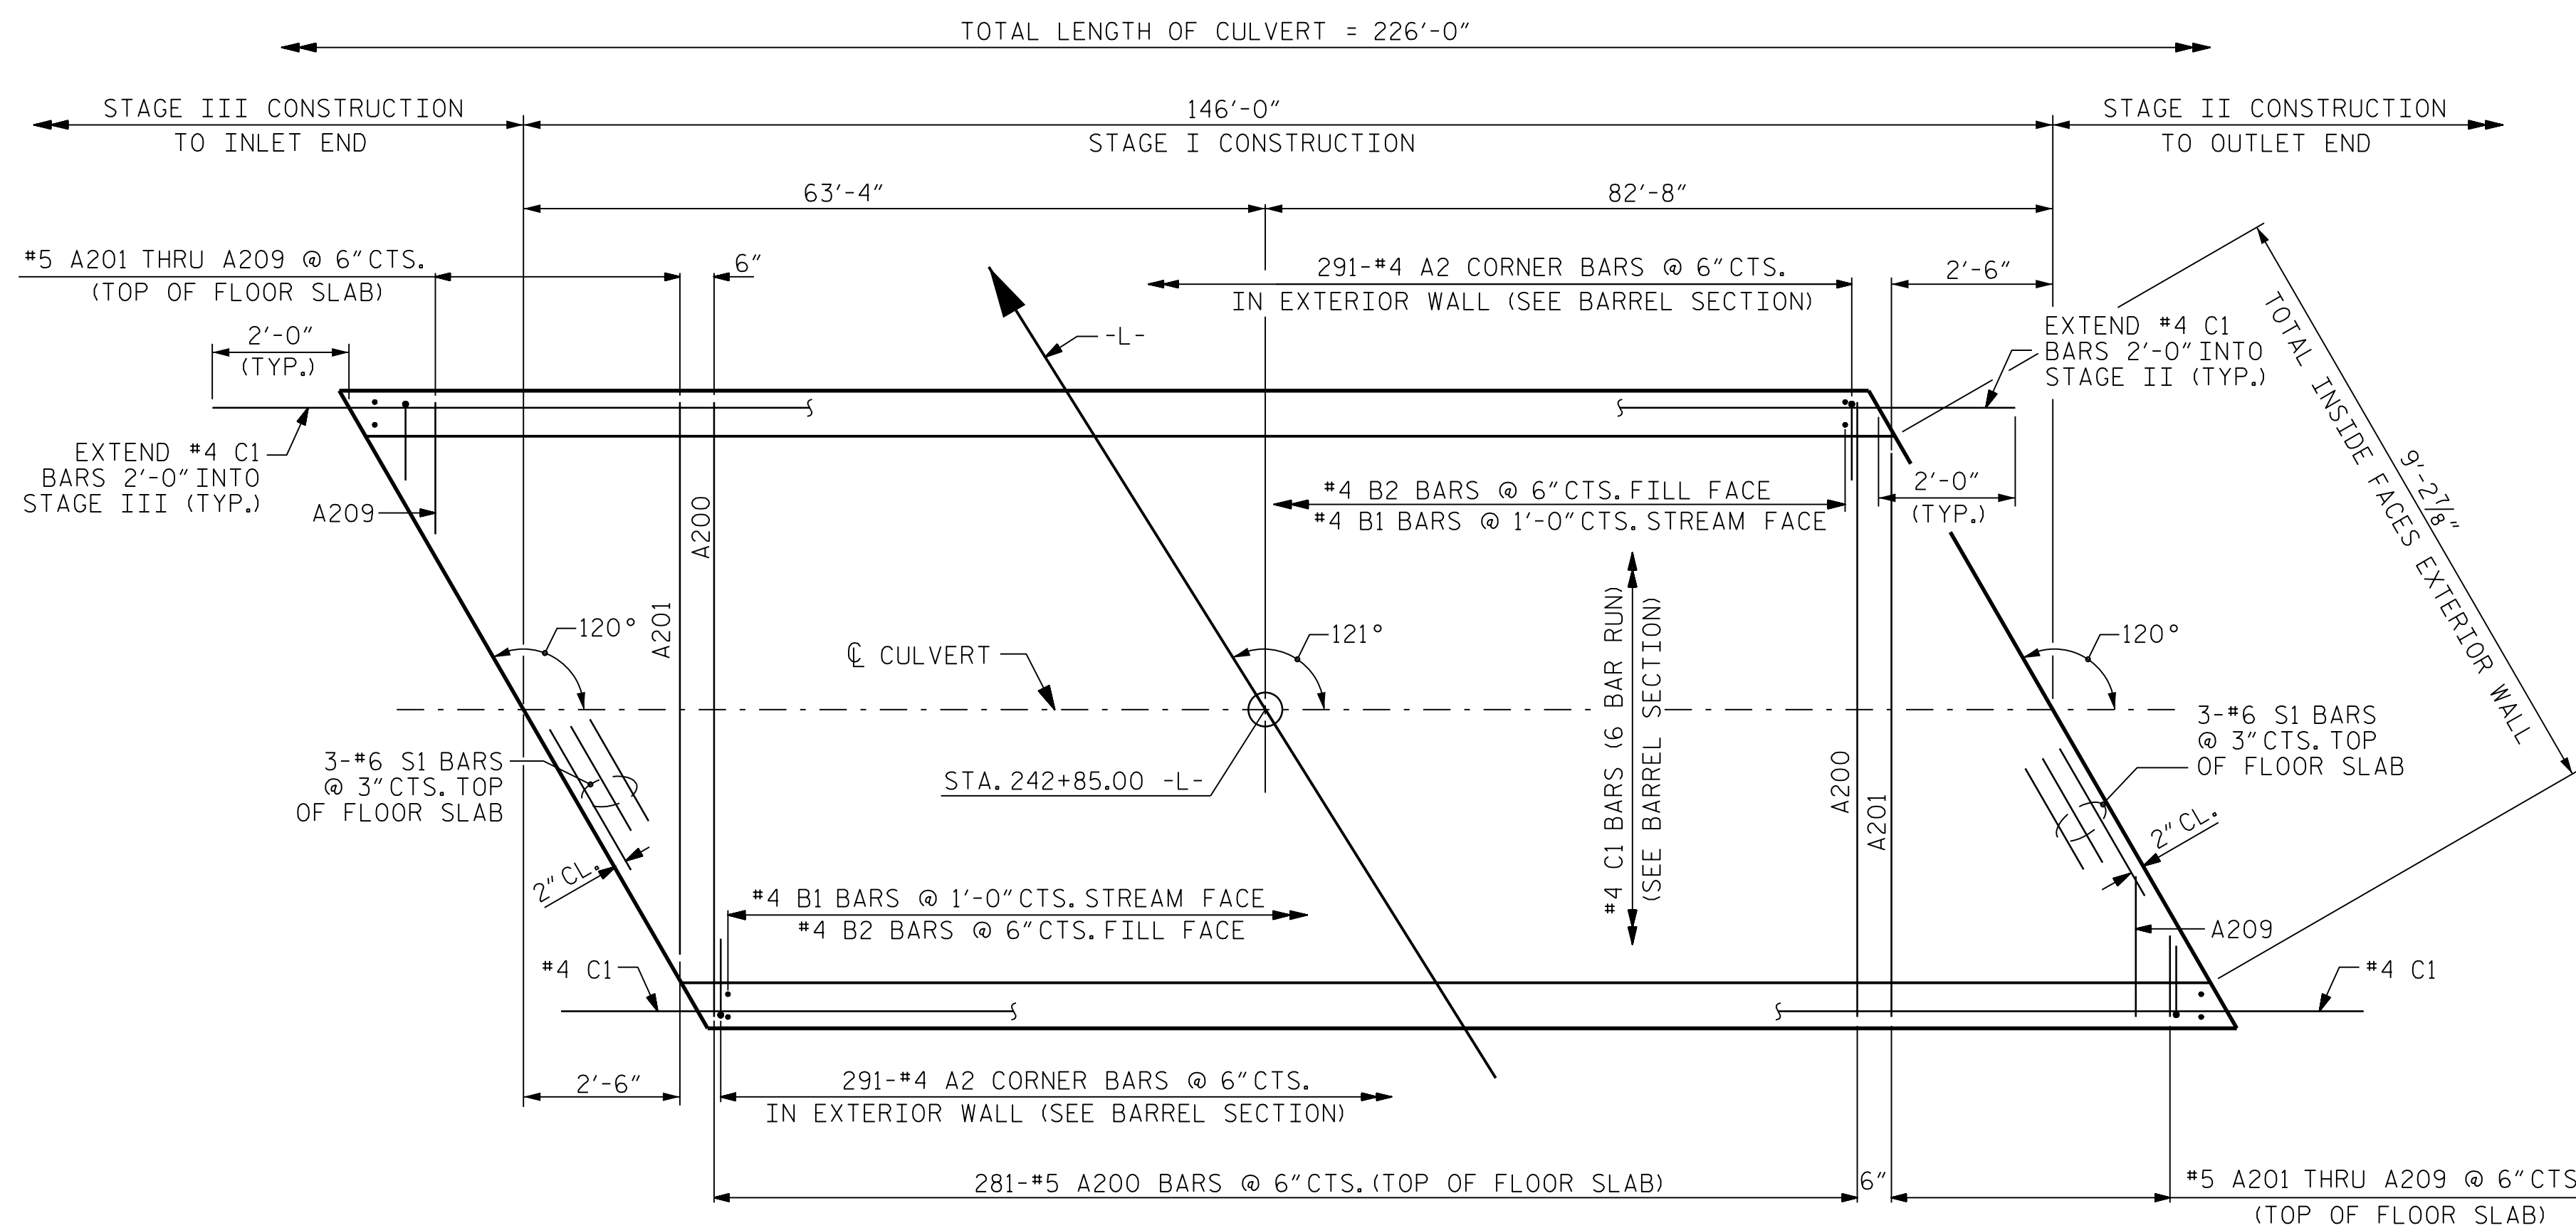 TOTAL LENGTH OF CULVERT = 226'-0"
STAGE III CONSTRUCTION
TO INLET END
146'-0"
STAGE I CONSTRUCTION
STAGE II CONSTRUCTION
TO OUTLET END
63'-4"
82'-8"
#5 A201 THRU A209 @ 6" CTS.
(TOP OF FLOOR SLAB)
6"
291-#4 A2 CORNER BARS @ 6" CTS.
IN EXTERIOR WALL (SEE BARREL SECTION)
2'-6"
2'-0"
(TYP.)
-L-
EXTEND #4 C1
BARS 2'-0" INTO
STAGE II (TYP.)
TOTAL INSIDE FACES EXTERIOR WALL
9'-2⅞"
EXTEND #4 C1
BARS 2'-0" INTO
STAGE III (TYP.)
A209
A200
A201
#4 B2 BARS @ 6" CTS. FILL FACE
#4 B1 BARS @ 1'-0" CTS. STREAM FACE
2'-0"
(TYP.)
120°
℄ CULVERT
121°
#4 C1 BARS (6 BAR RUN)
(SEE BARREL SECTION)
120°
3-#6 S1 BARS
@ 3" CTS. TOP
OF FLOOR SLAB
STA. 242+85.00 -L-
A200
A201
3-#6 S1 BARS
@ 3" CTS. TOP
OF FLOOR SLAB
2" CL.
2" CL.
#4 B1 BARS @ 1'-0" CTS. STREAM FACE
#4 B2 BARS @ 6" CTS. FILL FACE
A209
#4 C1
#4 C1
2'-6"
291-#4 A2 CORNER BARS @ 6" CTS.
IN EXTERIOR WALL (SEE BARREL SECTION)
281-#5 A200 BARS @ 6" CTS. (TOP OF FLOOR SLAB)
6"
#5 A201 THRU A209 @ 6" CTS
(TOP OF FLOOR SLAB)